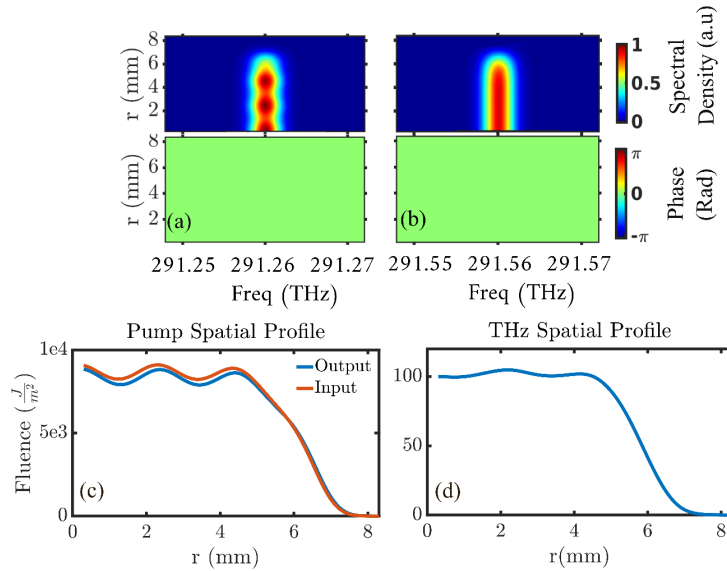 8
6
4
2
r (mm)
1
0.5
0
Spectral
Density (a.u)
8
6
4
2
r (mm)
(a)
(b)
π
0
-π
Phase
(Rad)
291.25 291.26 291.27
Freq (THz)
291.55 291.56 291.57
Freq (THz)
Pump Spatial Profile
1e4
5e3
0
Fluence (J/m²)
Output
Input
(c)
0 2 4 6 8
r (mm)
THz Spatial Profile
100
50
0
(d)
0 2 4 6 8
r(mm)